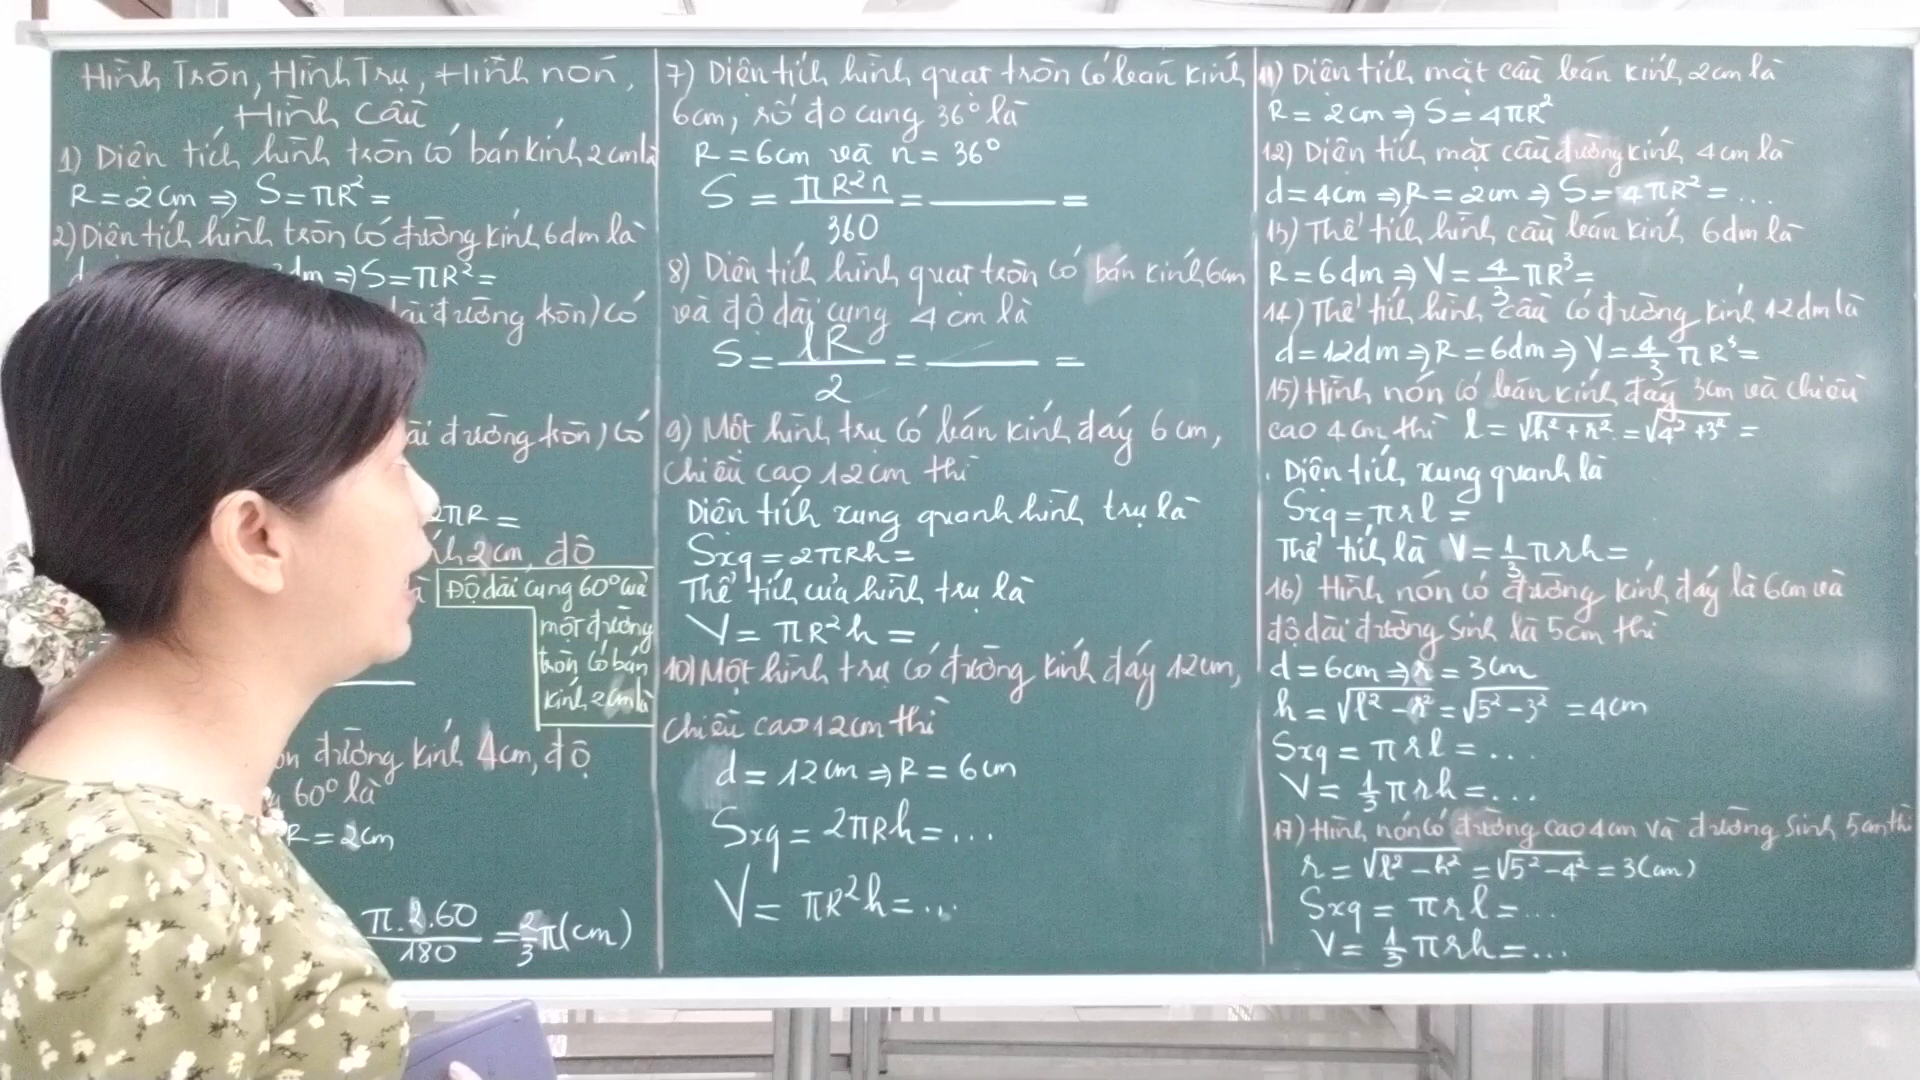 Hình Tròn, Hình Trụ, Hình nón,
Hình Cầu
1) Diện tích hình tròn có bán kính 2cm là
R = 2cm => S = πR² =
2) Diện tích hình tròn có đường kính 6dm là
dm => S = πR² =
đường tròn) có
đường tròn) có
2πR =
2cm, độ
Độ dài cung 60° của
một đường
tròn có bán
kính 2cm là
đường kính 4cm, độ
60° là
R = 2cm
π.2.60/180 = 2/3 π(cm)
7) Diện tích hình quạt tròn có bán kính
6cm, số đo cung 36° là
R = 6cm và n = 36°
S = πR²n/360 = ——— =
8) Diện tích hình quạt tròn có bán kính 6cm
và độ dài cung 4cm là
S = lR/2 = ——— =
9) Một hình trụ có bán kính đáy 6cm,
chiều cao 12cm thì
Diện tích xung quanh hình trụ là
Sxq = 2πRh =
Thể tích của hình trụ là
V = πR²h =
10) Một hình trụ có đường kính đáy 12cm,
chiều cao 12cm thì
d = 12cm => R = 6cm
Sxq = 2πRh = ...
V = πR²h = ...
11) Diện tích mặt cầu bán kính 2cm là
R = 2cm => S = 4πR²
12) Diện tích mặt cầu đường kính 4cm là
d = 4cm => R = 2cm => S = 4πR² = ...
13) Thể tích hình cầu bán kính 6dm là
R = 6dm => V = 4/3 πR³ =
14) Thể tích hình cầu có đường kính 12dm là
d = 12dm => R = 6dm => V = 4/3 πR³ =
15) Hình nón có bán kính đáy 3cm và chiều
cao 4cm thì l = √h² + r² = √4² + 3² =
. Diện tích xung quanh là
Sxq = πrl =
Thể tích là V = 1/3 πrh =
16) Hình nón có đường kính đáy là 6cm và
độ dài đường sinh là 5cm thì
d = 6cm => r = 3cm
h = √l² - r² = √5² - 3² = 4cm
Sxq = πrl = ...
V = 1/3 πrh = ...
17) Hình nón có đường cao 4cm và đường sinh 5cm thì
r = √l² - h² = √5² - 4² = 3(cm)
Sxq = πrl = ...
V = 1/3 πrh = ...